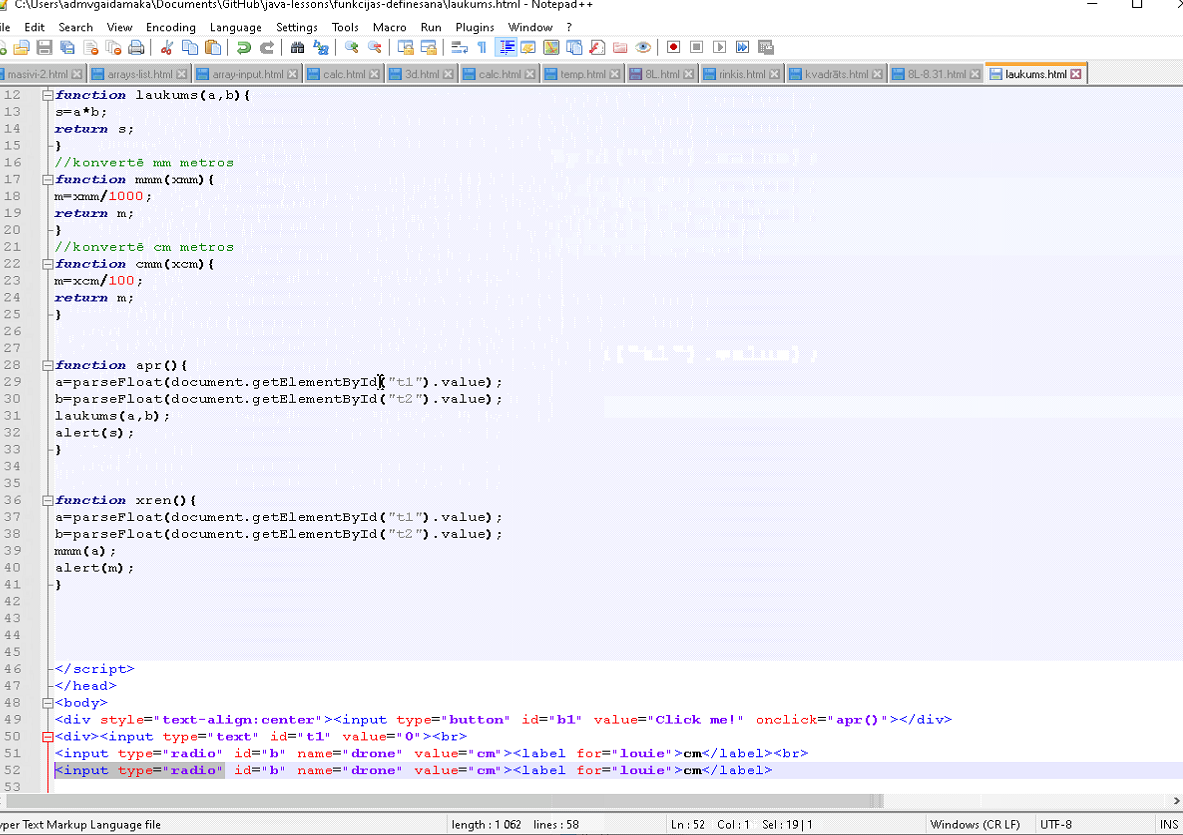 C:\Users\admvgaidamaka\Documents\GitHub\java-lessons\funkcijas-definesana\laukums.html - Notepad++
Edit Search View Encoding Language Settings Tools Macro Run Plugins Window ?
masivi-2.html arrays-list.html array-input.html calc.html 3d.html calc.html temp.html 8L.html rinkis.html kvadrāts.html 8L-8.31.html laukums.html
12 function laukums(a,b){
13 s=a*b;
14 return s;
15 }
16 //konvertē mm metros
17 function mmm(xmm){
18 m=xmm/1000;
19 return m;
20 }
21 //konvertē cm metros
22 function cmm(xcm){
23 m=xcm/100;
24 return m;
25 }
26
27
28 function apr(){
29 a=parseFloat(document.getElementById("t1").value);
30 b=parseFloat(document.getElementById("t2").value);
31 laukums(a,b);
32 alert(s);
33 }
34
35
36 function xren(){
37 a=parseFloat(document.getElementById("t1").value);
38 b=parseFloat(document.getElementById("t2").value);
39 mmm(a);
40 alert(m);
41 }
42
43
44
45
46 </script>
47 </head>
48 <body>
49 <div style="text-align:center"><input type="button" id="b1" value="Click me!" onclick="apr()"></div>
50 <div><input type="text" id="t1" value="0"><br>
51 <input type="radio" id="b" name="drone" value="cm"><label for="louie">cm</label><br>
52 <input type="radio" id="b" name="drone" value="cm"><label for="louie">cm</label>
53
yper Text Markup Language file length : 1 062 lines : 58 Ln : 52 Col : 1 Sel : 19 | 1 Windows (CR LF) UTF-8 INS